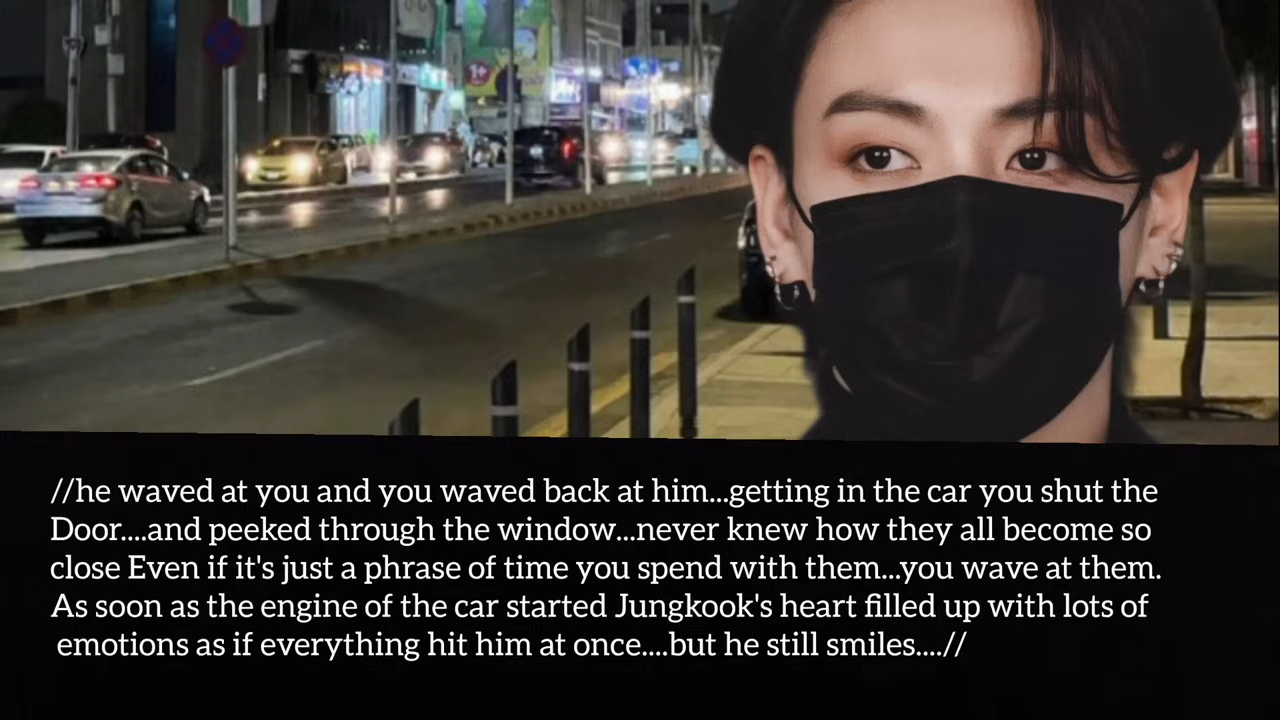 //he waved at you and you waved back at him...getting in the car you shut the
Door....and peeked through the window...never knew how they all become so
close Even if it's just a phrase of time you spend with them...you wave at them.
As soon as the engine of the car started Jungkook's heart filled up with lots of
emotions as if everything hit him at once....but he still smiles....//